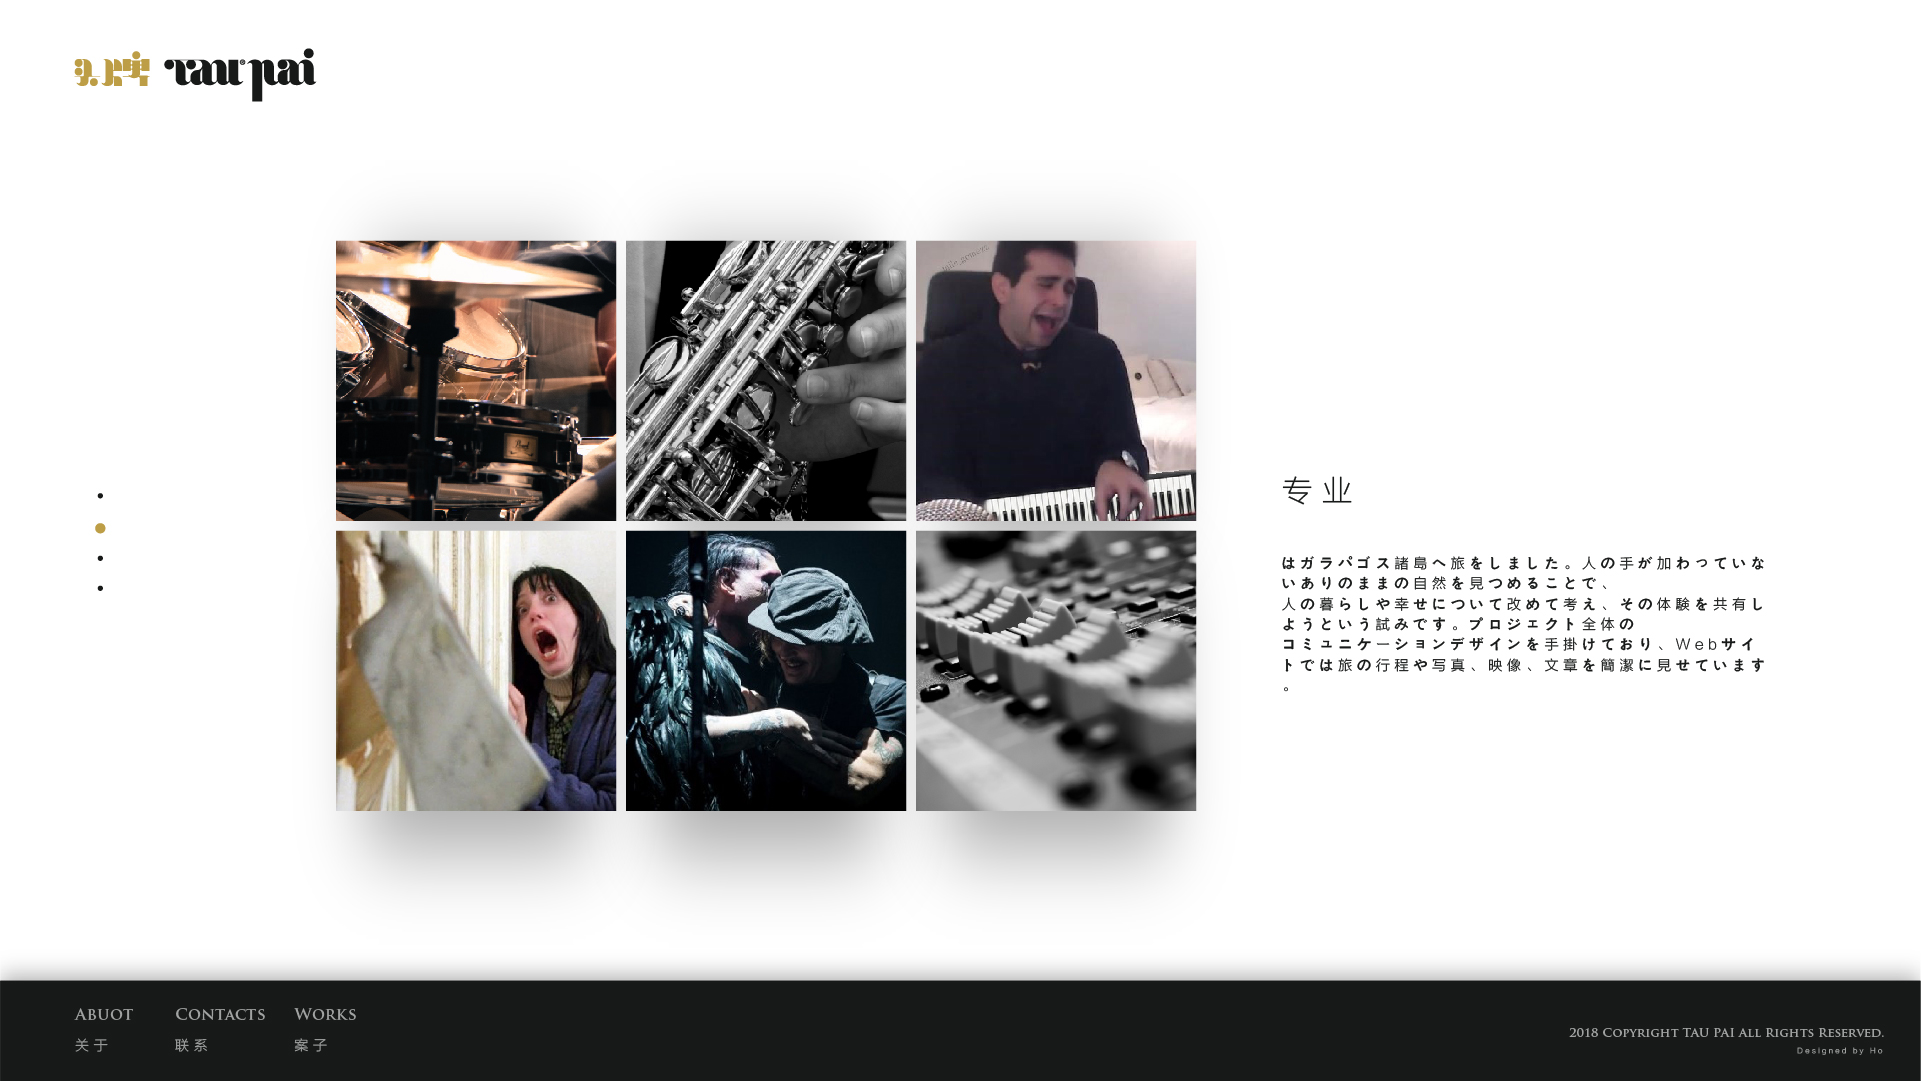 TAU pai
专业
はガラパゴス諸島へ旅をしました。人の手が加わっていな
いありのままの自然を見つめることで、
人の暮らしや幸せについて改めて考え、その体験を共有し
ようという試みです。プロジェクト全体の
コミュニケーションデザインを手掛けており、Webサイ
トでは旅の行程や写真、映像、文章を簡潔に見せています
。
ABUOT
CONTACTS
WORKS
关于
联系
案子
2018 COPYRIGHT TAU PAI ALL RIGHTS RESERVED.
Designed by Ho